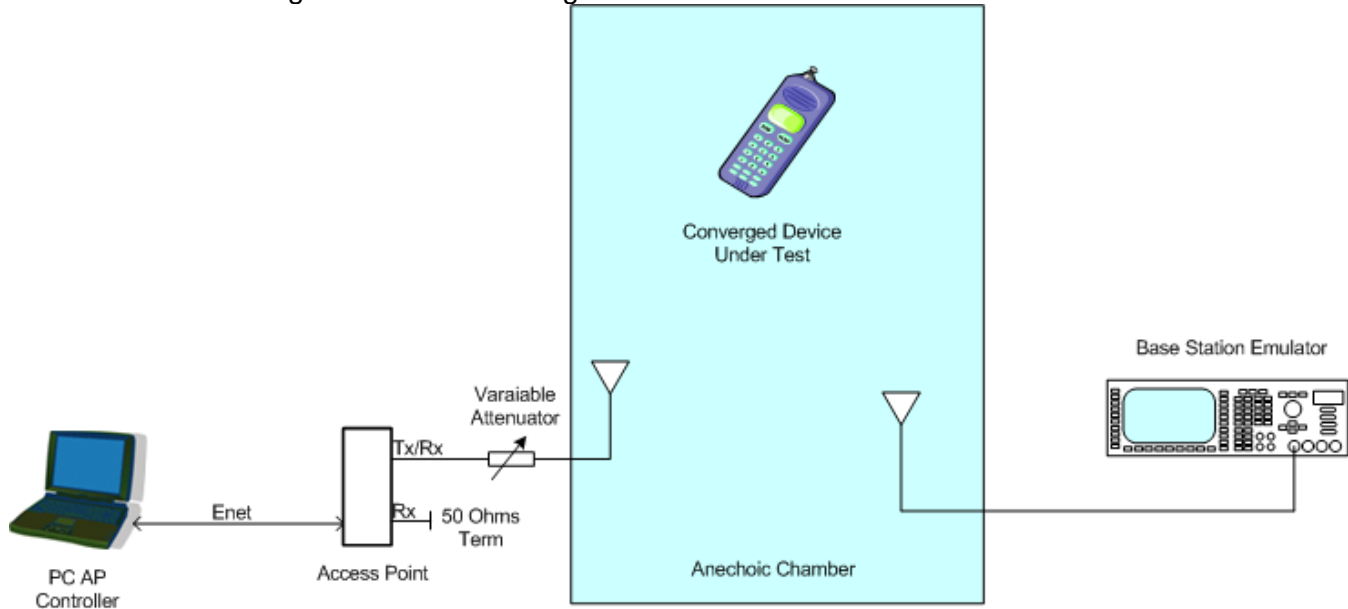 Converged Device
Under Test
Base Station Emulator
Varaiable
Attenuator
Tx/Rx
Enet
Rx
50 Ohms
Term
PC AP
Controller
Access Point
Anechoic Chamber